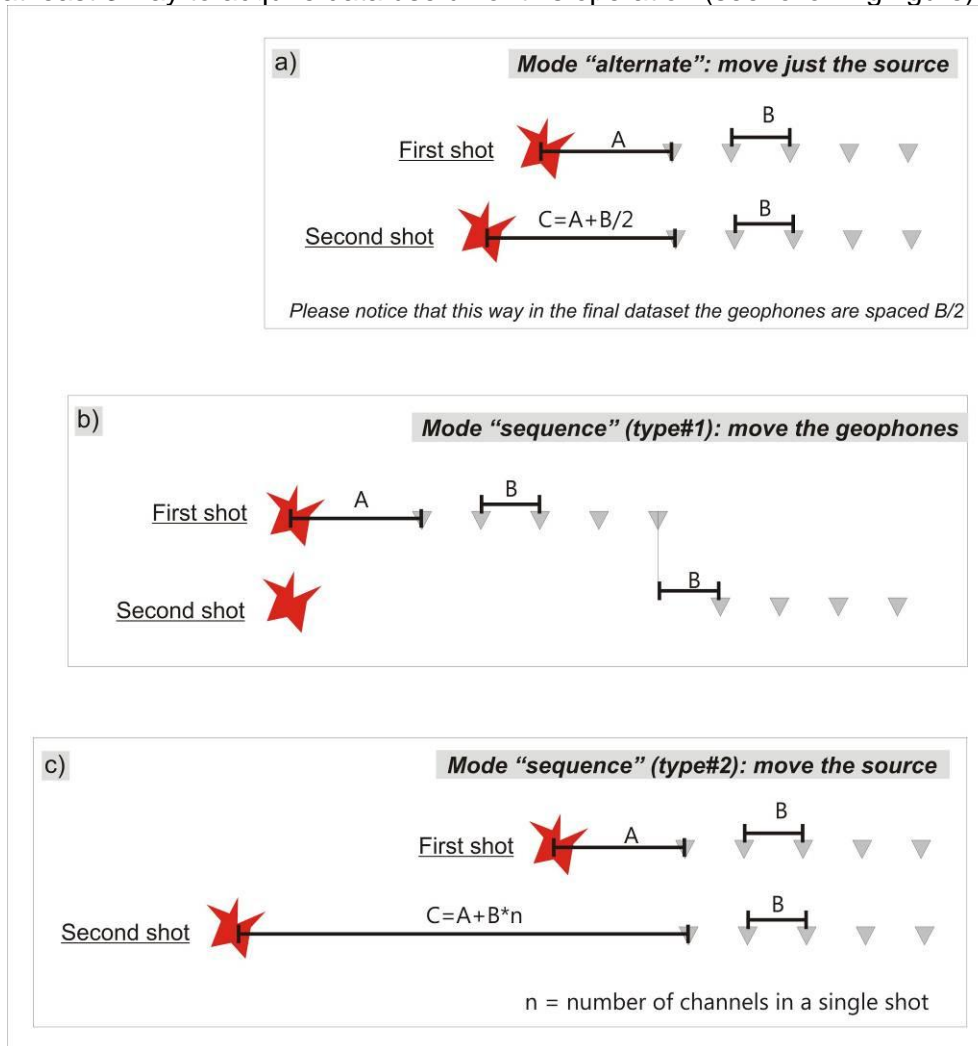 a)
Mode "alternate": move just the source
B
A
First shot
B
C=A+B/2
Second shot
Please notice that this way in the final dataset the geophones are spaced B/2
b)
Mode "sequence" (type#1): move the geophones
A
B
First shot
B
Second shot
c)
Mode "sequence" (type#2): move the source
B
A
First shot
B
C=A+B*n
Second shot
n = number of channels in a single shot